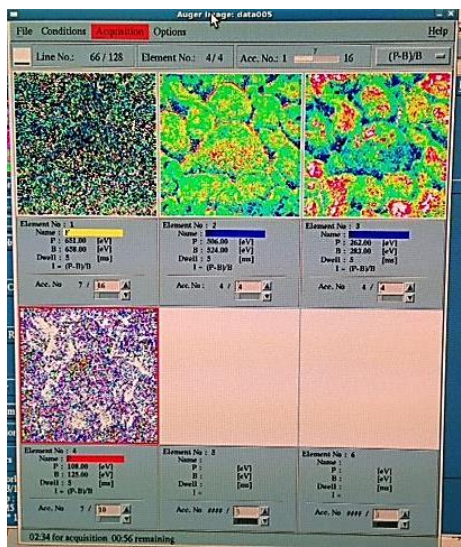 Auger Image: data005
File Conditions Acquisition Options Help
Line No.: 66 / 128 Element No.: 4/ 4 Acc. No.: 1 7 16 (P-B)/B
Element No : 1
Name : F
P : 651.00 [eV]
B : 658.00 [eV]
Dwell : 5 [ms]
I = (P-B)/B
Acc. No 7 / 16
Element No : 2
Name :
P : 506.00 [eV]
B : 524.00 [eV]
Dwell : 5 [ms]
I = (P-B)/B
Acc. No : 4 / 4
Element No : 3
Name :
P : 262.00 [eV]
B : 283.00 [eV]
Dwell : 5 [ms]
I = (P-B)/B
Acc. No 4 / 4
Element No : 4
Name :
P : 108.00 [eV]
B : 125.00 [eV]
Dwell : 5 [ms]
I = (P-B)/B
Acc. No 7 / 10
Element No : 5
Name :
P : [eV]
B : [eV]
Dwell : [ms]
I =
Acc. No #### /
Element No : 6
Name :
P : [eV]
B : [eV]
Dwell : [ms]
I =
Acc. No #### /
02:34 for acquisition 00:56 remaining